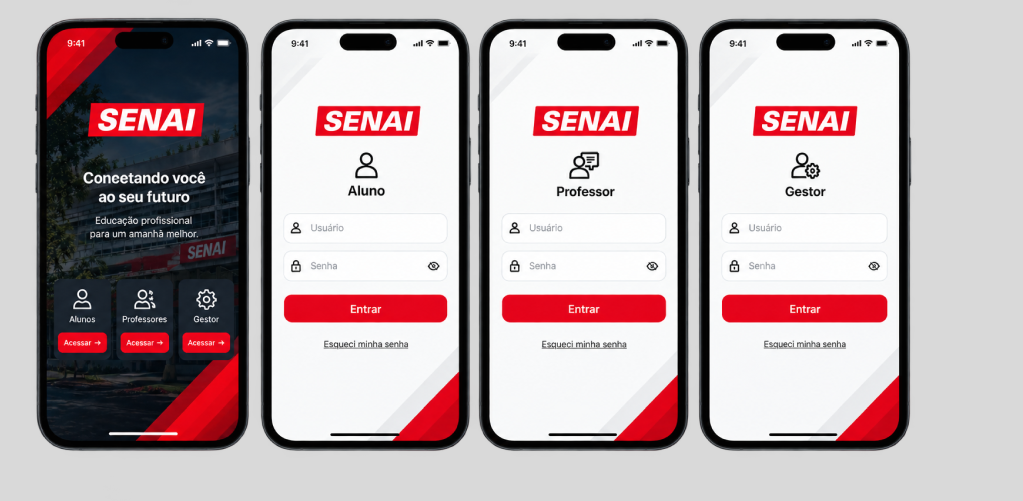 9:41
SENAI
Conectando você
ao seu futuro
Educação profissional
para um amanhã melhor.
SENAI
Alunos
Professores
Gestor
Acessar →
Acessar →
Acessar →
9:41
SENAI
Aluno
Usuário
Senha
Entrar
Esqueci minha senha
9:41
SENAI
Professor
Usuário
Senha
Entrar
Esqueci minha senha
9:41
SENAI
Gestor
Usuário
Senha
Entrar
Esqueci minha senha